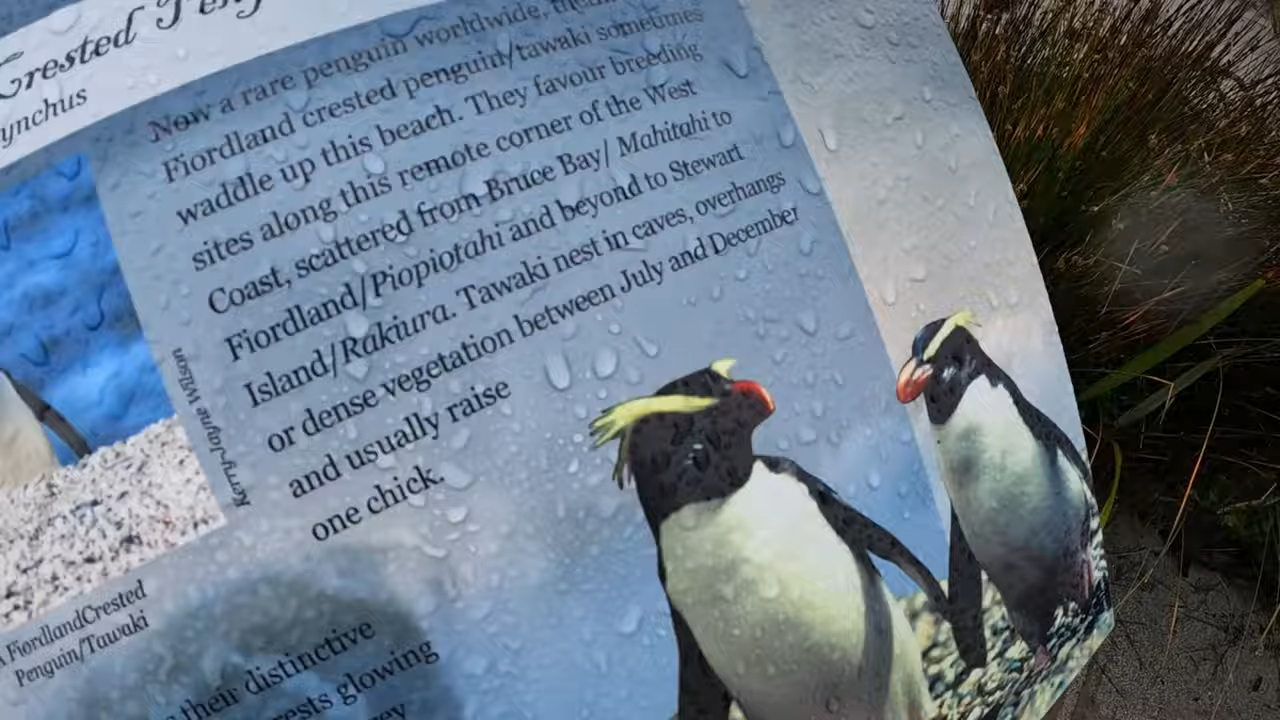 Crested
ynchus
Now a rare penguin worldwide,
Fiordland crested penguin/tawaki sometimes
waddle up this beach. They favour breeding
sites along this remote corner of the West
Coast, scattered from Bruce Bay/ Mahitahi to
Fiordland/Piopiotahi and beyond to Stewart
Island/Rakiura. Tawaki nest in caves, overhangs
or dense vegetation between July and December
and usually raise
one chick.
Kerry-Jayne Wilson
A FiordlandCrested
Penguin/Tawaki
their distinctive
ests glowing
ey